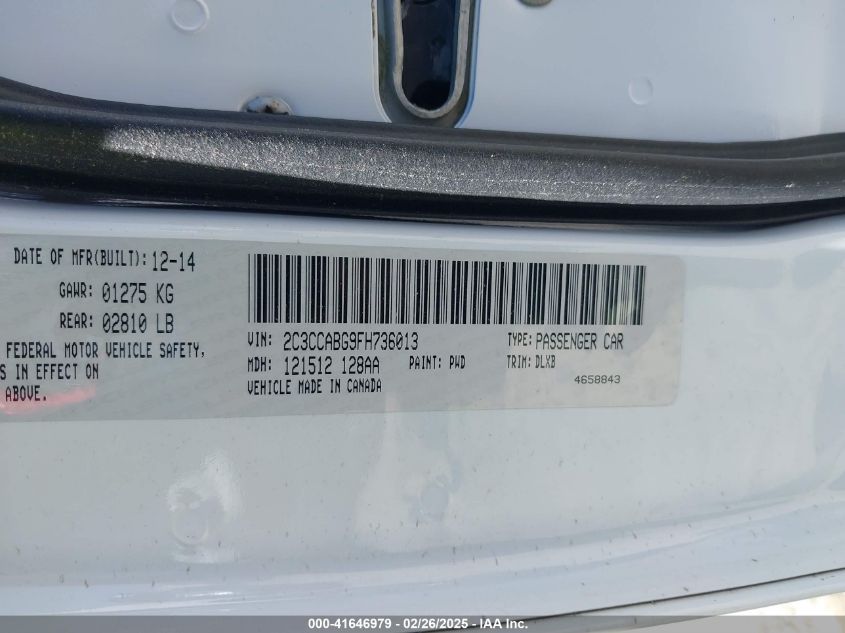 DATE OF MFR(BUILT): 12-14
GAWR: 01275 KG
REAR: 02810 LB
FEDERAL MOTOR VEHICLE SAFETY,
S IN EFFECT ON
ABOVE.
VIN: 2C3CCABG9FH736013 TYPE: PASSENGER CAR
MDH: 121512 128AA PAINT: PWD TRIM: DLXB
VEHICLE MADE IN CANADA 4658843
000-41646979 - 02/26/2025 - IAA Inc.